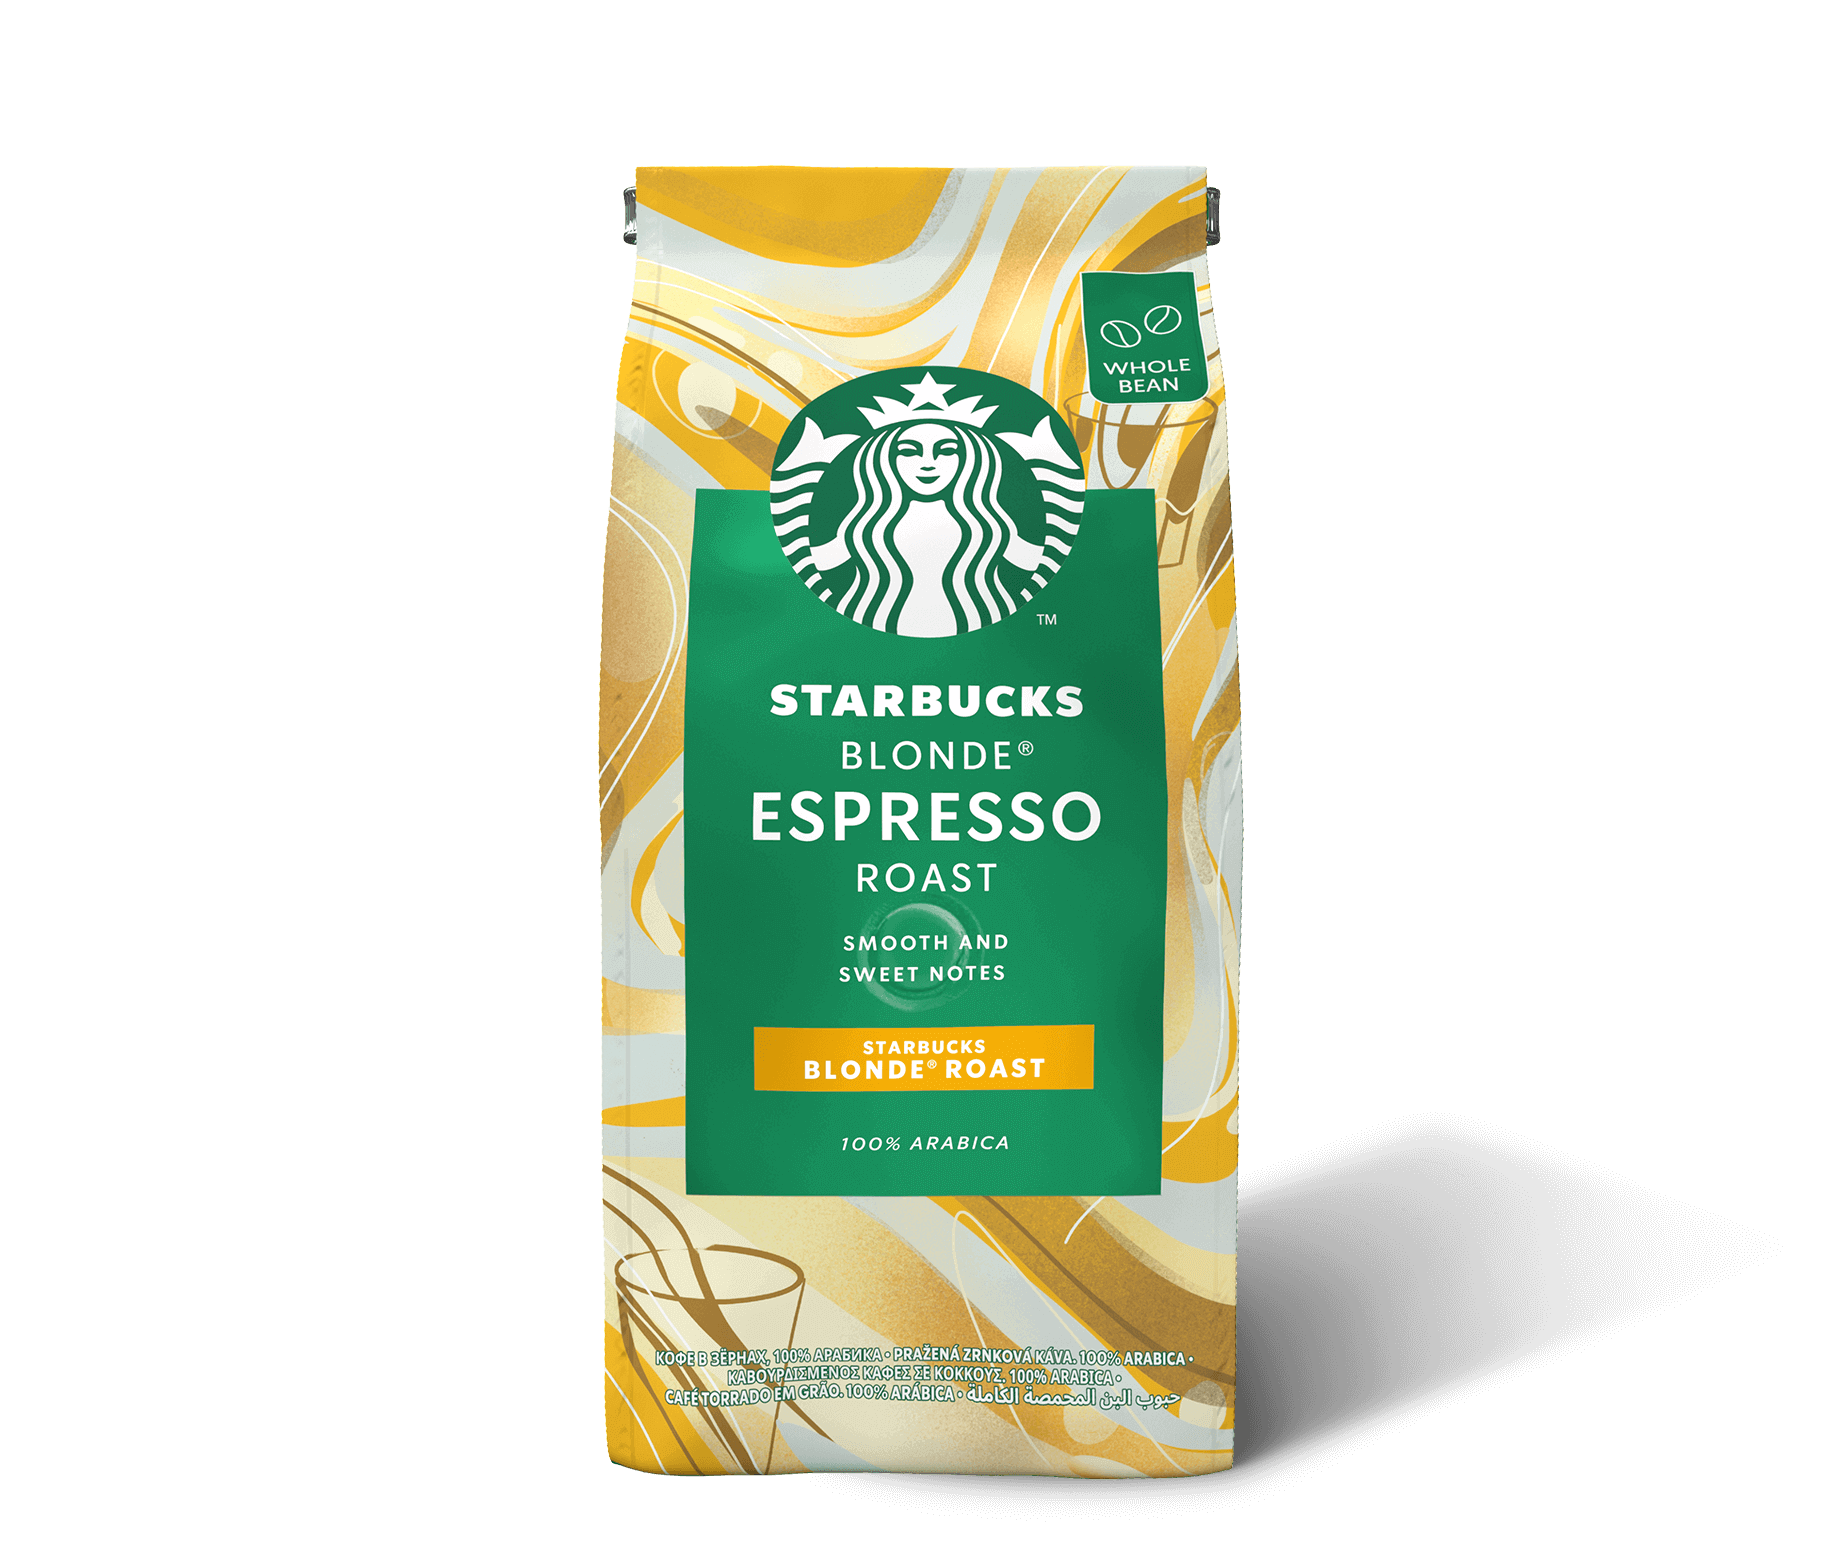 WHOLE
BEAN
TM
STARBUCKS
BLONDE®
ESPRESSO
ROAST
SMOOTH AND
SWEET NOTES
STARBUCKS
BLONDE® ROAST
100% ARABICA
КОФЕ В ЗЁРНАХ, 100% АРАБИКА • PRAŽENÁ ZRNKOVÁ KÁVA. 100% ARABICA •
ΚΑΒΟΥΡΔΙΣΜΕΝΟΣ ΚΑΦΕΣ ΣΕ ΚΟΚΚΟΥΣ. 100% ARABICA •
CAFÉ TORRADO EM GRÃO. 100% ARÁBICA • حبوب البن المحمصة الكاملة